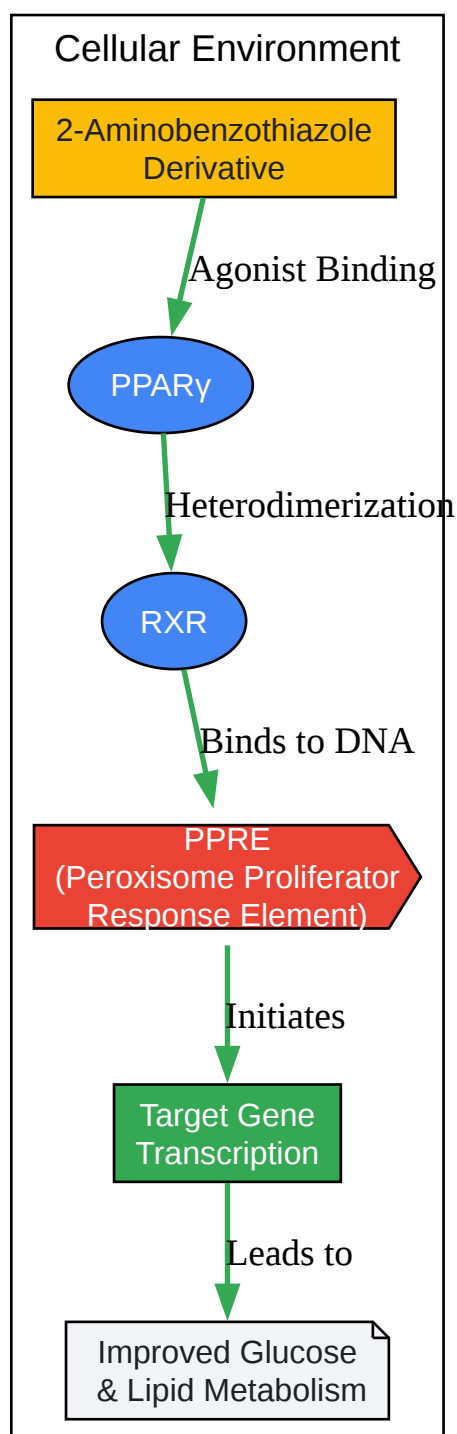 Cellular Environment
2-Aminobenzothiazole
Derivative
Agonist Binding
PPARγ
Heterodimerization
RXR
Binds to DNA
PPRE
(Peroxisome Proliferator
Response Element)
Initiates
Target Gene
Transcription
Leads to
Improved Glucose
& Lipid Metabolism